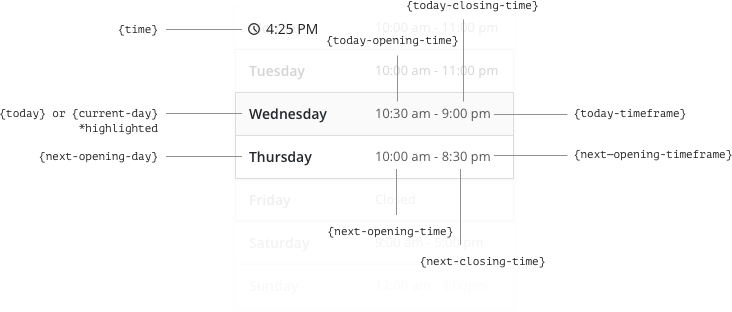 {today-closing-time}
{time} 4:25 PM 10:00 am - 11:00 pm
{today-opening-time}
Tuesday 10:00 am - 11:00 pm
{today} or {current-day} Wednesday 10:30 am - 9:00 pm {today-timeframe}
*highlighted
{next-opening-day} Thursday 10:00 am - 8:30 pm {next—opening-timeframe}
Friday Closed
{next-opening-time}
Saturday 9:00 am - 5:00 pm
{next-closing-time}
Sunday 12:00 am -